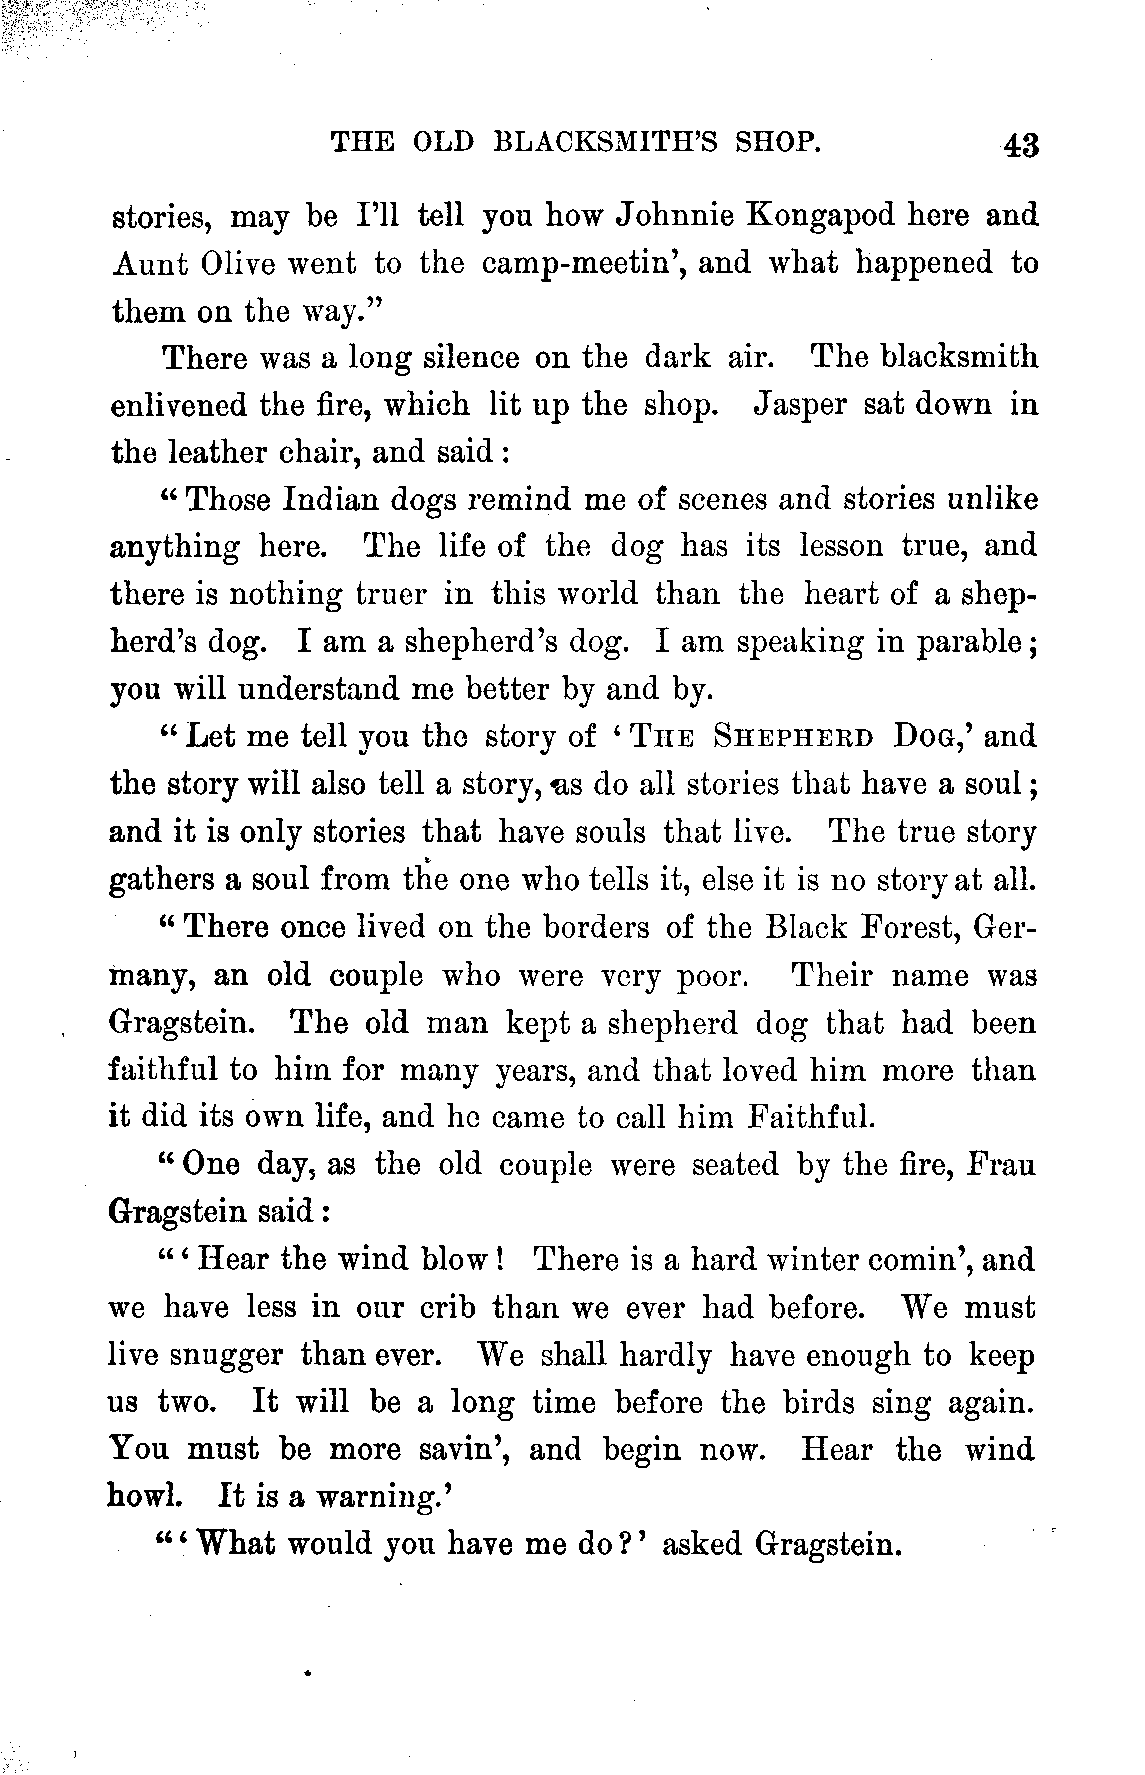 THE OLD BLACKSMITH'S SHOP. 43
stories, may be I'll tell you how Johnnie Kongapod here and
Aunt Olive went to the camp-meetin', and what happened to
them on the way."
There was a long silence on the dark air. The blacksmith
enlivened the fire, which lit up the shop. Jasper sat down in
the leather chair, and said:
"Those Indian dogs remind me of scenes and stories unlike
anything here. The life of the dog has its lesson true, and
there is nothing truer in this world than the heart of a shep-
herd's dog. I am a shepherd's dog. I am speaking in parable;
you will understand me better by and by.
"Let me tell you the story of 'THE SHEPHERD DOG,' and
the story will also tell a story, as do all stories that have a soul;
and it is only stories that have souls that live. The true story
gathers a soul from the one who tells it, else it is no story at all.
"There once lived on the borders of the Black Forest, Ger-
many, an old couple who were very poor. Their name was
Gragstein. The old man kept a shepherd dog that had been
faithful to him for many years, and that loved him more than
it did its own life, and he came to call him Faithful.
"One day, as the old couple were seated by the fire, Frau
Gragstein said:
"'Hear the wind blow! There is a hard winter comin', and
we have less in our crib than we ever had before. We must
live snugger than ever. We shall hardly have enough to keep
us two. It will be a long time before the birds sing again.
You must be more savin', and begin now. Hear the wind
howl. It is a warning.'
"'What would you have me do?' asked Gragstein.